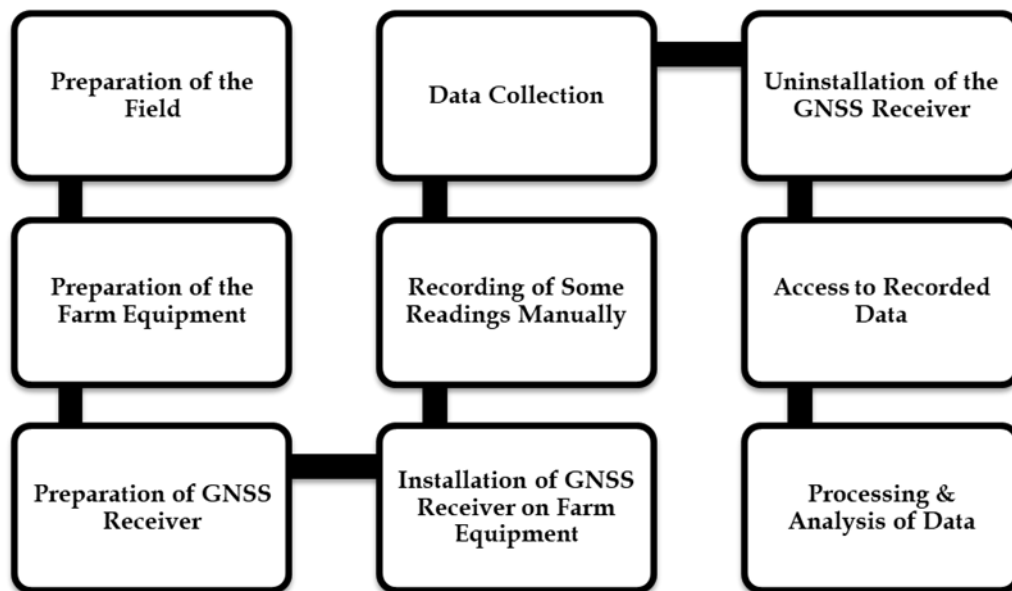 Preparation of the
Field
Preparation of the
Farm Equipment
Preparation of GNSS
Receiver
Installation of GNSS
Receiver on Farm
Equipment
Recording of Some
Readings Manually
Data Collection
Uninstallation of the
GNSS Receiver
Access to Recorded
Data
Processing &
Analysis of Data